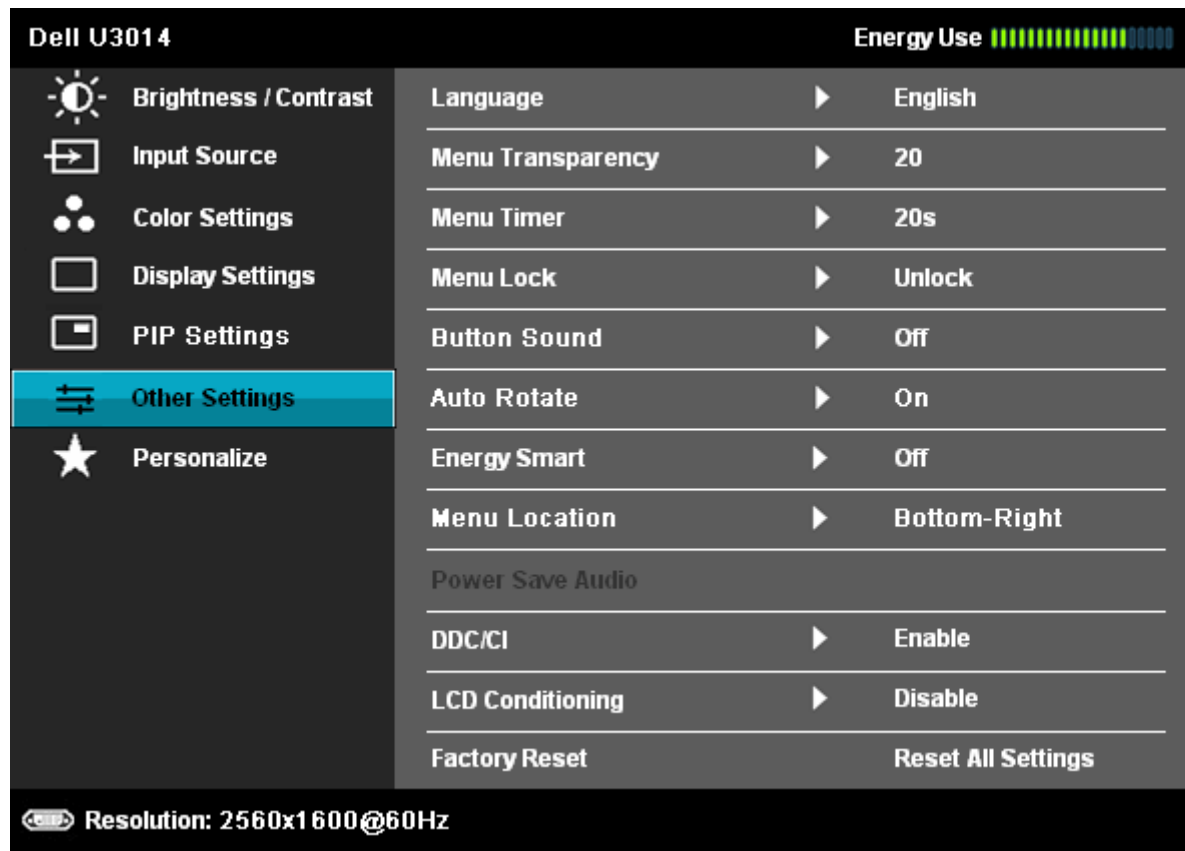 Dell U3014 Energy Use
Brightness / Contrast
Input Source
Color Settings
Display Settings
PIP Settings
Other Settings
Personalize
Language English
Menu Transparency 20
Menu Timer 20s
Menu Lock Unlock
Button Sound Off
Auto Rotate On
Energy Smart Off
Menu Location Bottom-Right
Power Save Audio
DDC/CI Enable
LCD Conditioning Disable
Factory Reset Reset All Settings
Resolution: 2560x1600@60Hz